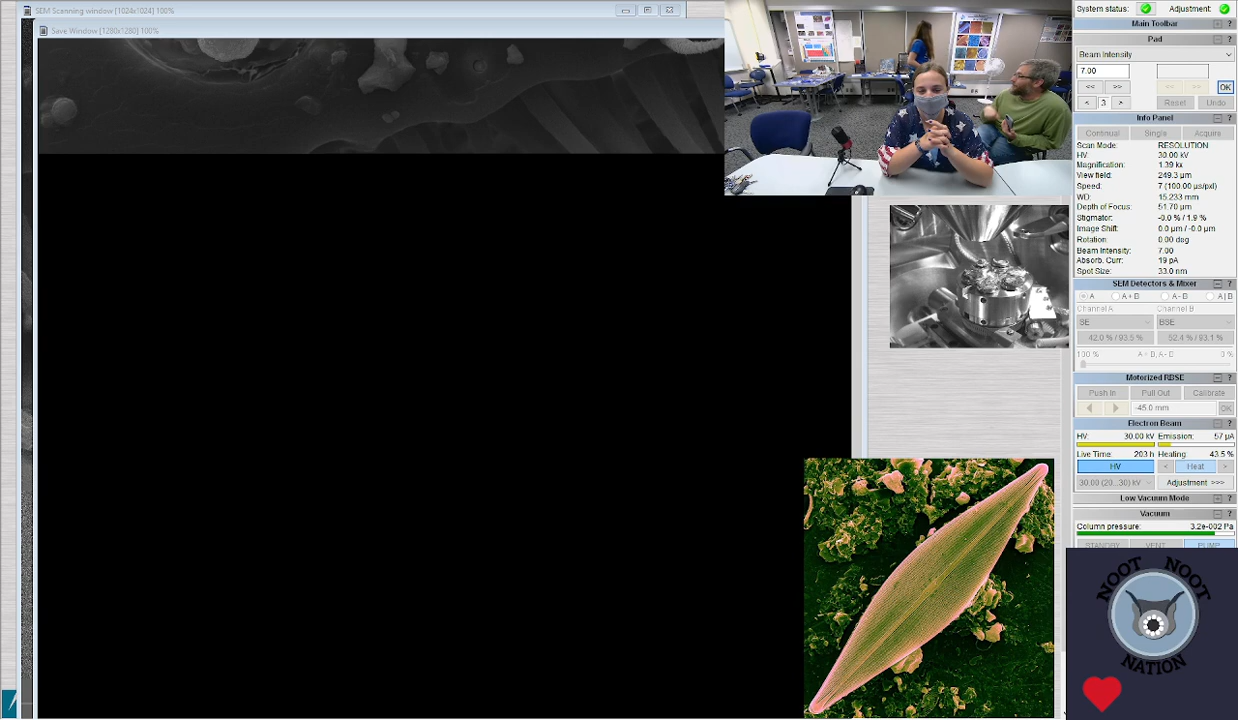 SEM Scanning window [1024x1024] 100%
Save Window [1280x1280] 100%
System status: Adjustment:
Main Toolbar
Pad
Beam Intensity
7.00
<< >> << >> OK
< 3 > Reset Undo
Info Panel
Continual Single Acquire
Scan Mode: RESOLUTION
HV: 30.00 kV
Magnification: 1.39 kx
View field: 249.3 µm
Speed: 7 (100.00 µs/pxl)
WD: 15.233 mm
Depth of Focus: 51.70 µm
Stigmator: -0.0 % / 1.9 %
Image Shift: 0.0 µm / -0.0 µm
Rotation: 0.00 deg
Beam Intensity: 7.00
Absorb. Curr: 19 pA
Spot Size: 33.0 nm
SEM Detectors & Mixer
A A + B A - B A | B
Channel A Channel B
SE BSE
42.0 % / 93.5 % 52.4 % / 93.1 %
100 % A + B, A - B 0 %
Motorized RBSE
Push In Pull Out Calibrate
-45.0 mm OK
Electron Beam
HV: 30.00 kV Emission: 57 µA
Live Time: 203 h Heating: 43.5 %
HV < Heat >
30.00 (20...30) kV Adjustment >>>
Low Vacuum Mode
Vacuum
Column pressure: 3.2e-002 Pa
STANDBY VENT PUMP
NOOT NOOT
NATION